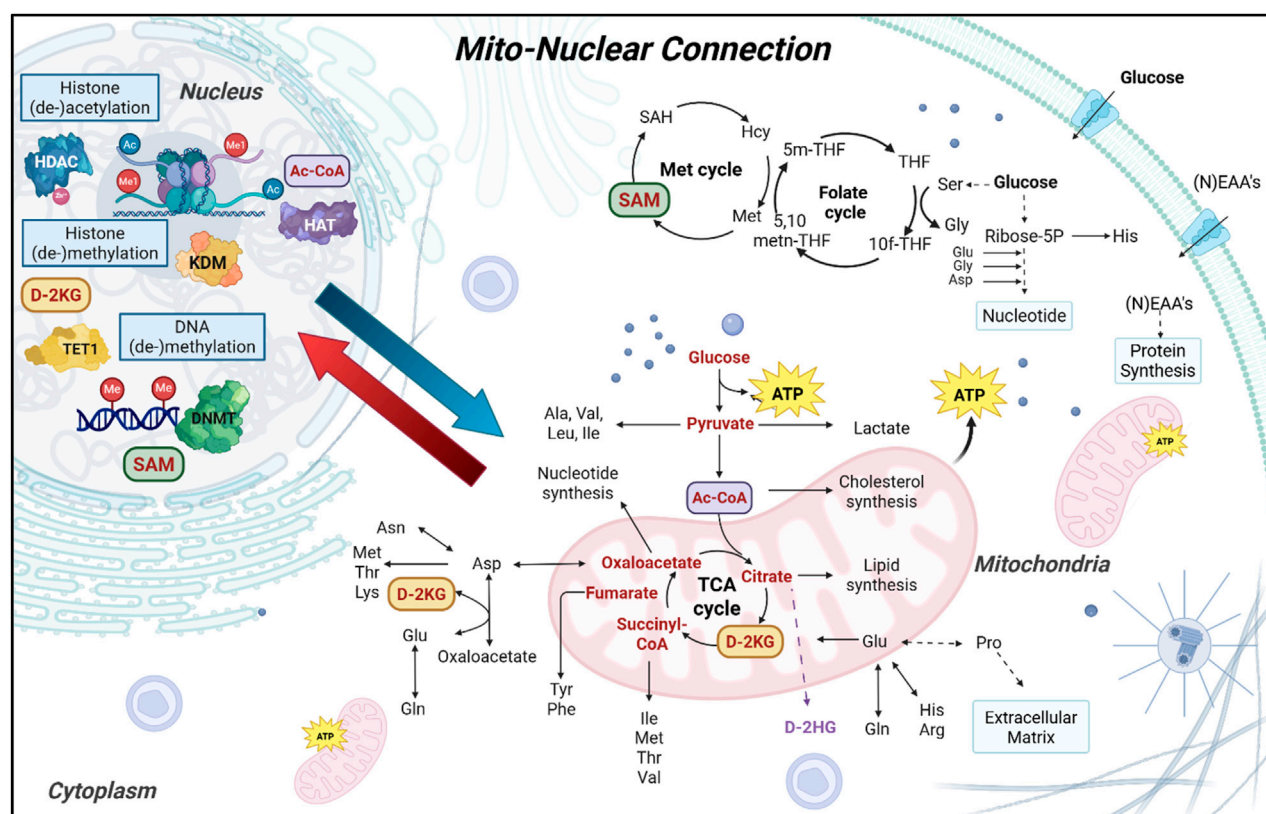 Mito-Nuclear Connection
Nucleus
Histone
(de-)acetylation
HDAC
Zn²⁺
Ac
Me1
Me1
Ac
Ac-CoA
HAT
Histone
(de-)methylation
KDM
D-2KG
TET1
DNA
(de-)methylation
Me
Me
DNMT
SAM
SAH
Hcy
Met cycle
SAM
Met
5m-THF
THF
Folate
cycle
5,10
metn-THF
10f-THF
Ser
Gly
Glucose
Ribose-5P
His
Glu
Gly
Asp
Nucleotide
Glucose
(N)EAA's
(N)EAA's
Protein
Synthesis
Glucose
ATP
Ala, Val,
Leu, Ile
Pyruvate
Lactate
ATP
ATP
Nucleotide
synthesis
Ac-CoA
Cholesterol
synthesis
Asn
Met
Thr
Lys
Asp
D-2KG
Glu
Oxaloacetate
Gln
Oxaloacetate
Citrate
Lipid
synthesis
Fumarate
TCA
cycle
Succinyl-
CoA
D-2KG
Mitochondria
Glu
Pro
Tyr
Phe
Ile
Met
Thr
Val
D-2HG
Gln
His
Arg
Extracellular
Matrix
ATP
Cytoplasm